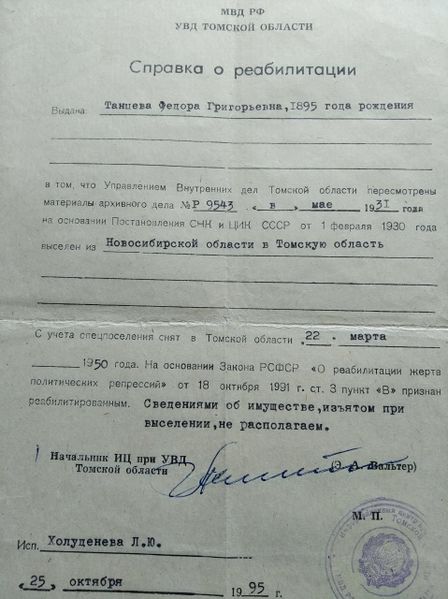 МВД РФ
УВД ТОМСКОЙ ОБЛАСТИ
Справка о реабилитации
Выдана: Танцева Федора Григорьевна, 1895 года рождения
в том, что Управлением Внутренних дел Томской области пересмотрены
материалы архивного дела № Р 9543 « в » мае 1931 года
на основании Постановления СНК и ЦИК СССР от 1 февраля 1930 года
выселен из Новосибирской области в Томскую область
С учета спецпоселения снят в Томской области 22 марта
1950 года. На основании Закона РСФСР «О реабилитации жертв
политических репрессий» от 18 октября 1991 г. ст. 3 пункт «В» признан
реабилитированным. Сведениями об имуществе, изъятом при
выселении, не располагаем.
Начальник ИЦ при УВД
Томской области (Э.А.Вальтер)
М. П.
Исп. Холуденева Л.Ю.
« 25 » октября 1995 г.